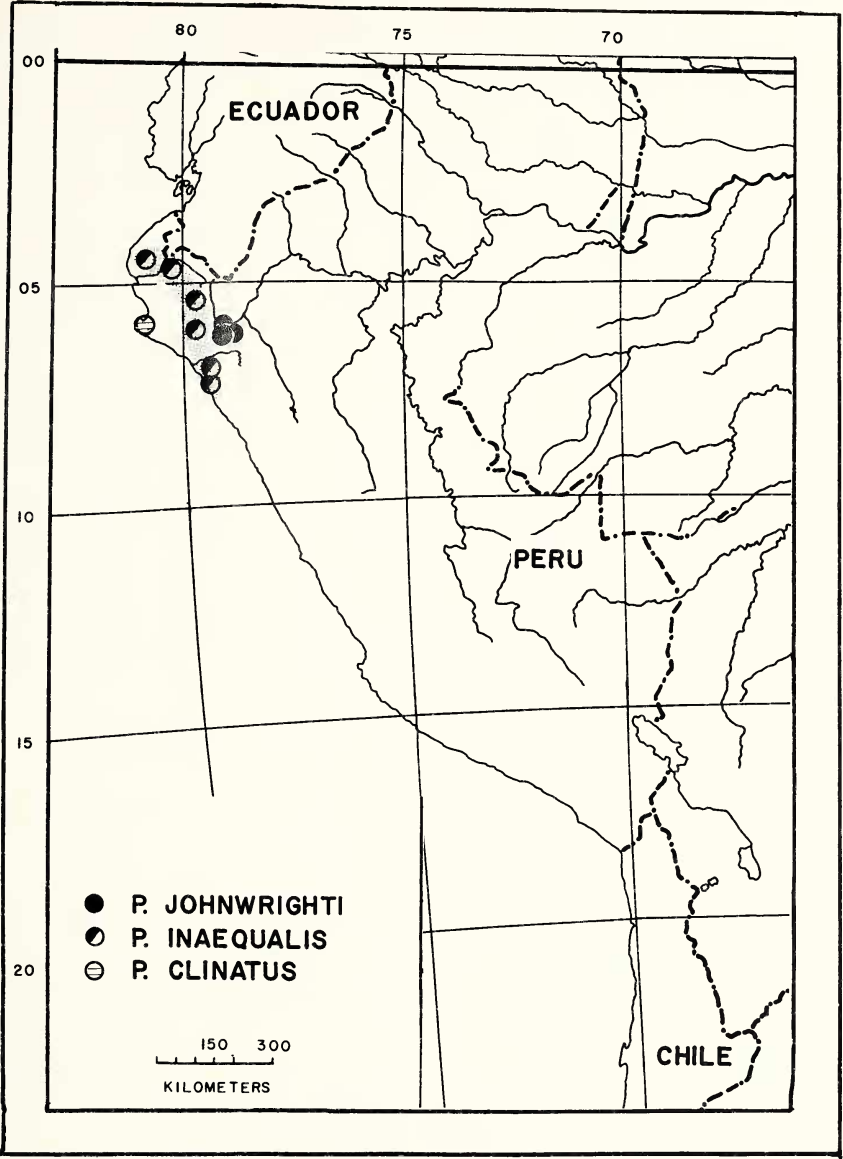 80 75 70
00
ECUADOR
05
10
PERU
15
P. JOHNWRIGHTI
P. INAEQUALIS
P. CLINATUS
20
150 300
KILOMETERS
CHILE